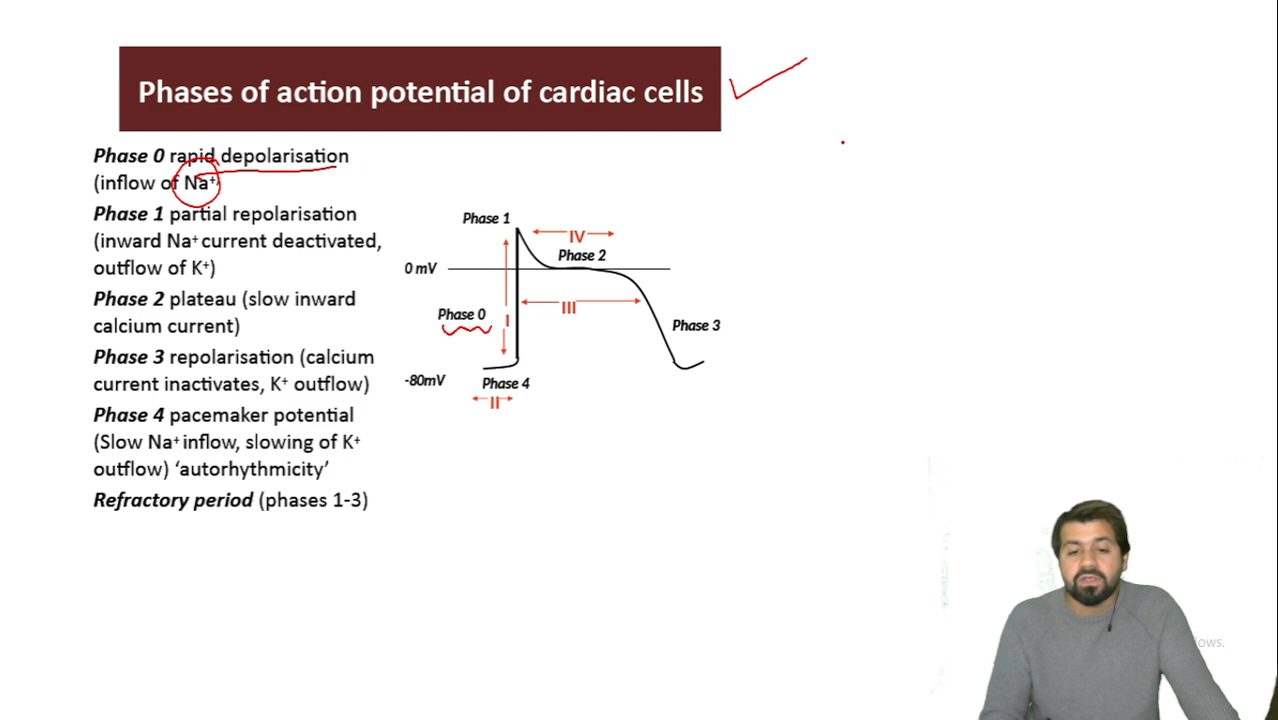 Phases of action potential of cardiac cells
Phase 0 rapid depolarisation
(inflow of Na⁺)
Phase 1 partial repolarisation
(inward Na⁺ current deactivated,
outflow of K⁺)
Phase 2 plateau (slow inward
calcium current)
Phase 3 repolarisation (calcium
current inactivates, K⁺ outflow)
Phase 4 pacemaker potential
(Slow Na⁺ inflow, slowing of K⁺
outflow) ‘autorhythmicity’
Refractory period (phases 1-3)
Phase 1
IV
Phase 2
0 mV
III
Phase 0
I
Phase 3
-80mV
Phase 4
II